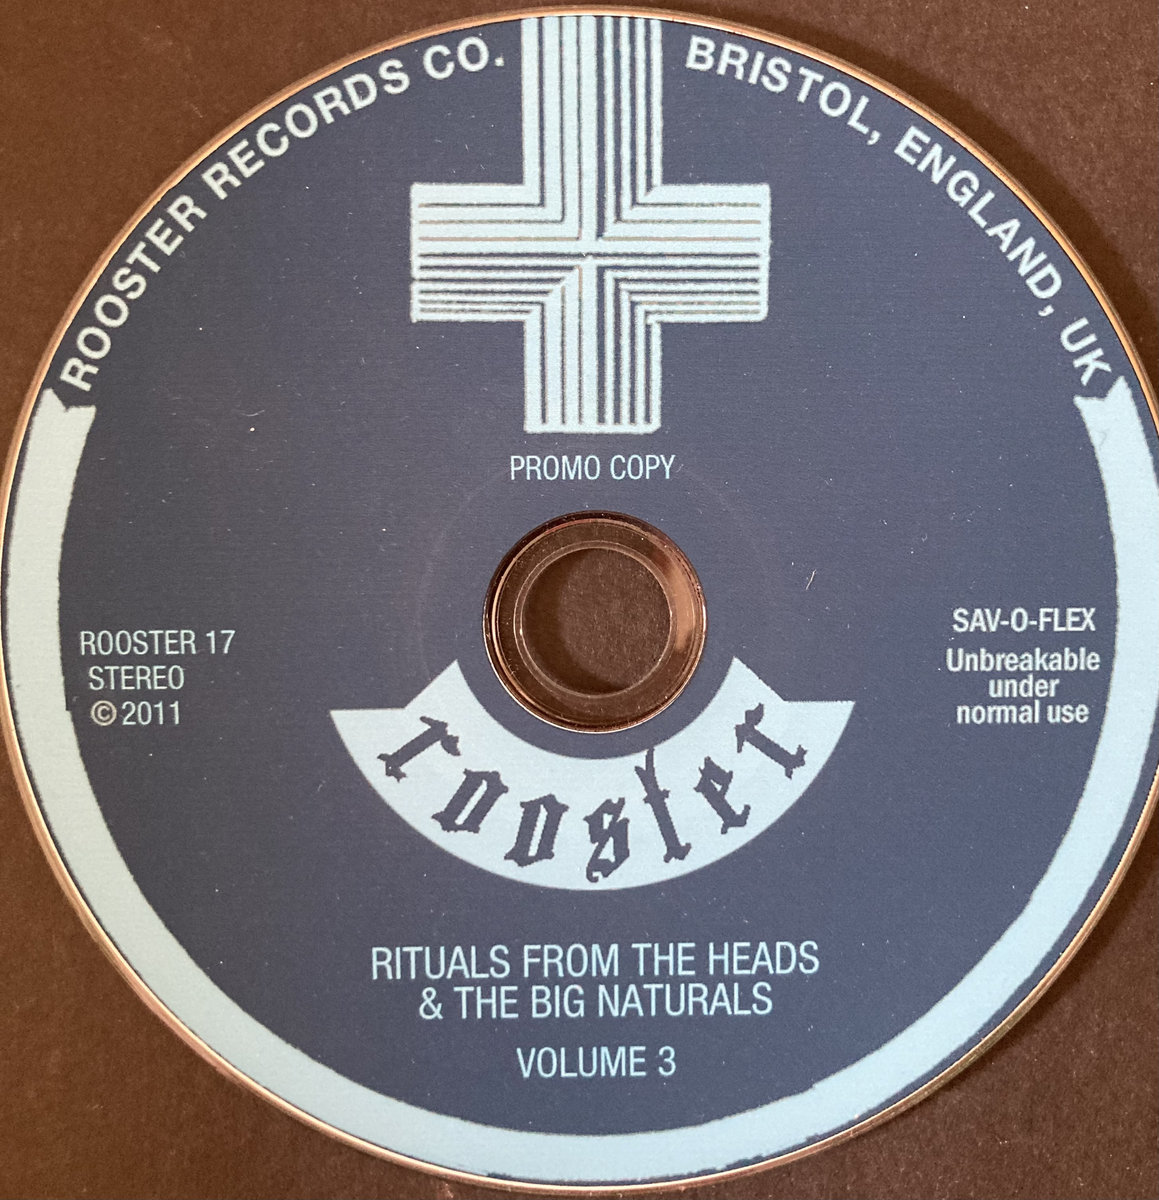 ROOSTER RECORDS CO.
BRISTOL, ENGLAND, UK
PROMO COPY
ROOSTER 17
STEREO
© 2011
SAV-O-FLEX
Unbreakable
under
normal use
rooster
RITUALS FROM THE HEADS
& THE BIG NATURALS
VOLUME 3